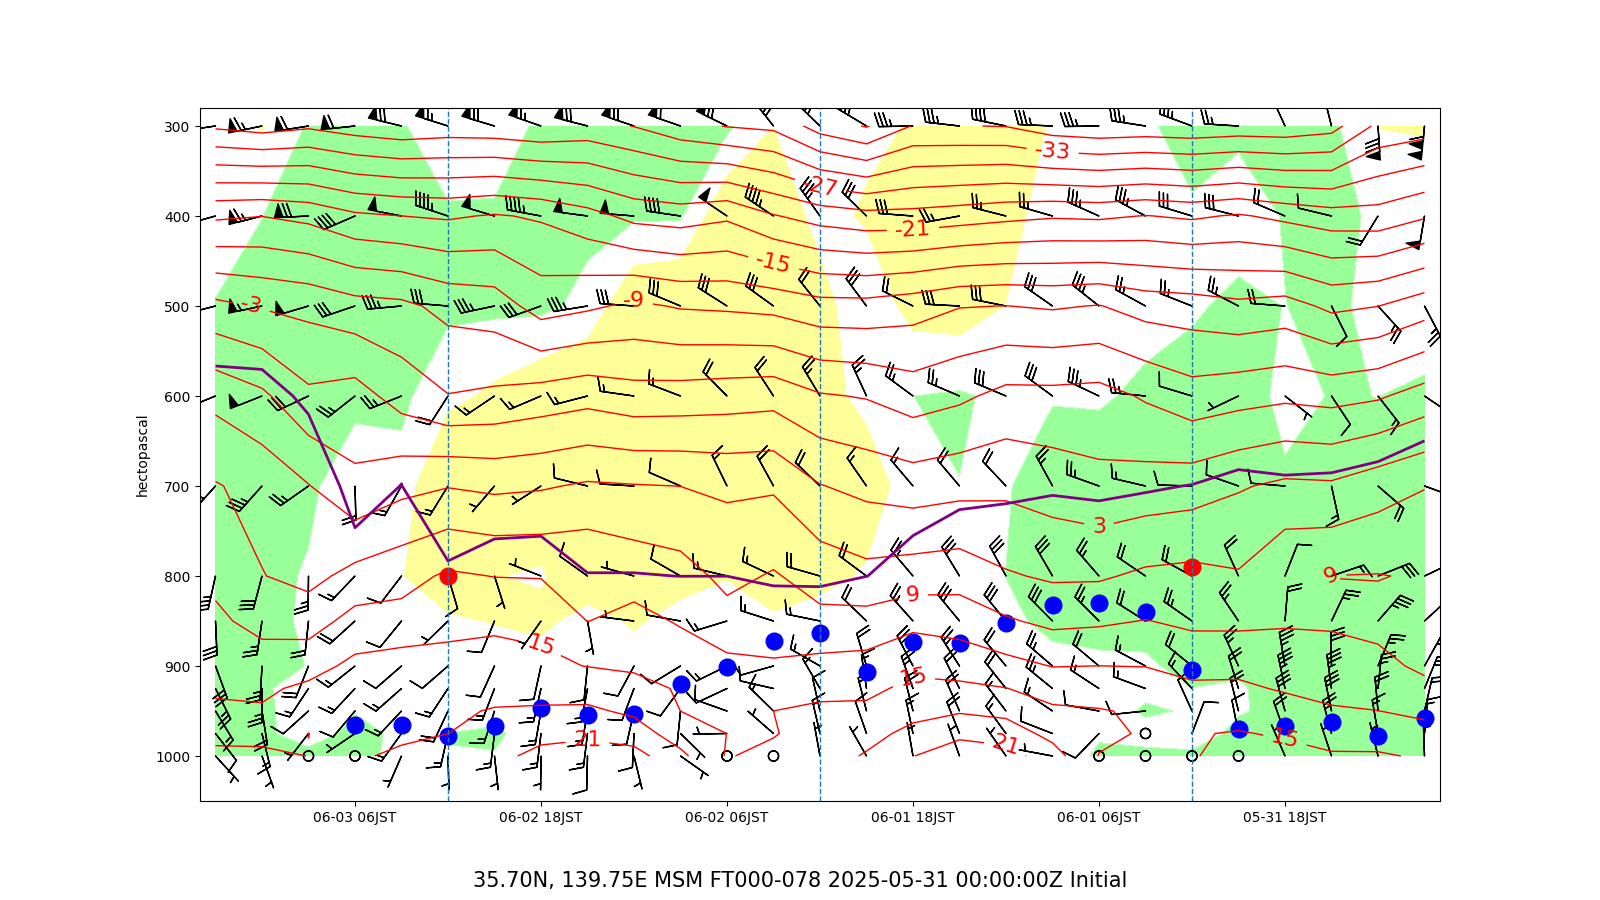 300
400
500
600
700
800
900
1000
hectopascal
-33
-27
-21
-15
-9
-3
3
9
9
15
15
15
21
21
06-03 06JST
06-02 18JST
06-02 06JST
06-01 18JST
06-01 06JST
05-31 18JST
35.70N, 139.75E MSM FT000-078 2025-05-31 00:00:00Z Initial